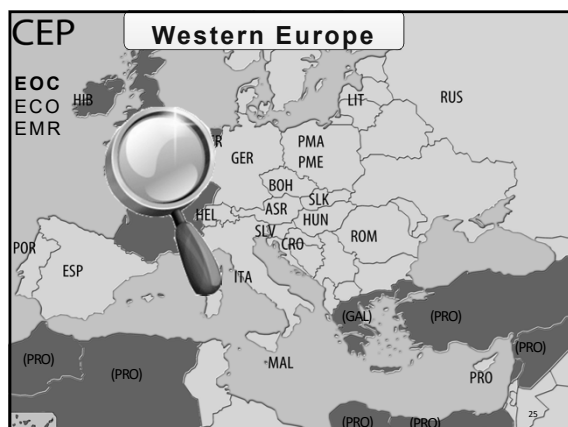 CEP
Western Europe
EOC
ECO
EMR
HIB
LIT
RUS
GER
PMA
PME
BOH
SLK
HEL
ASR
HUN
SLV
CRO
ROM
POR
ESP
ITA
(GAL)
(PRO)
(PRO)
(PRO)
(PRO)
MAL
PRO
(PRO)
(PRO)
25